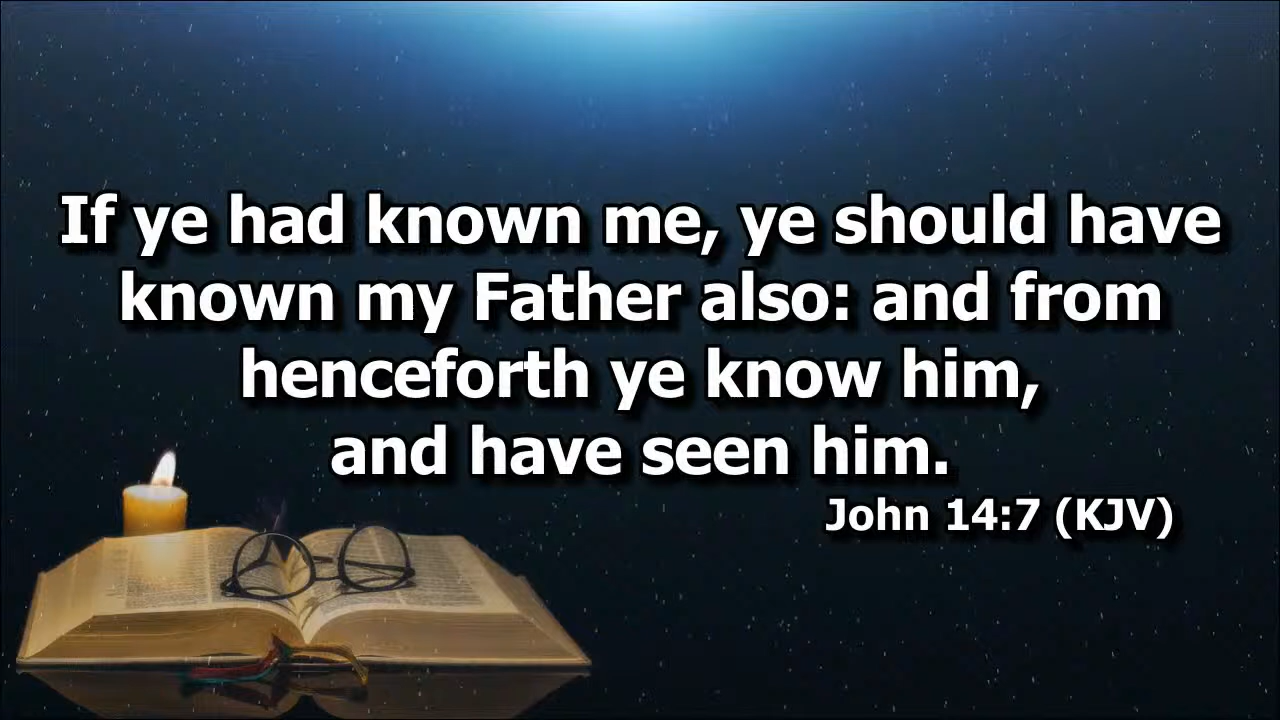 If ye had known me, ye should have
known my Father also: and from
henceforth ye know him,
and have seen him.
John 14:7 (KJV)